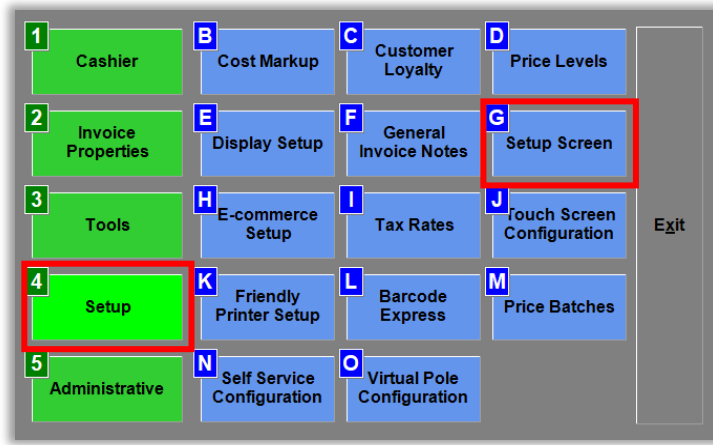 1
Cashier
B
Cost Markup
C
Customer
Loyalty
D
Price Levels
2
Invoice
Properties
E
Display Setup
F
General
Invoice Notes
G
Setup Screen
3
Tools
H
E-commerce
Setup
I
Tax Rates
J
Touch Screen
Configuration
Exit
4
Setup
K
Friendly
Printer Setup
L
Barcode
Express
M
Price Batches
5
Administrative
N
Self Service
Configuration
O
Virtual Pole
Configuration